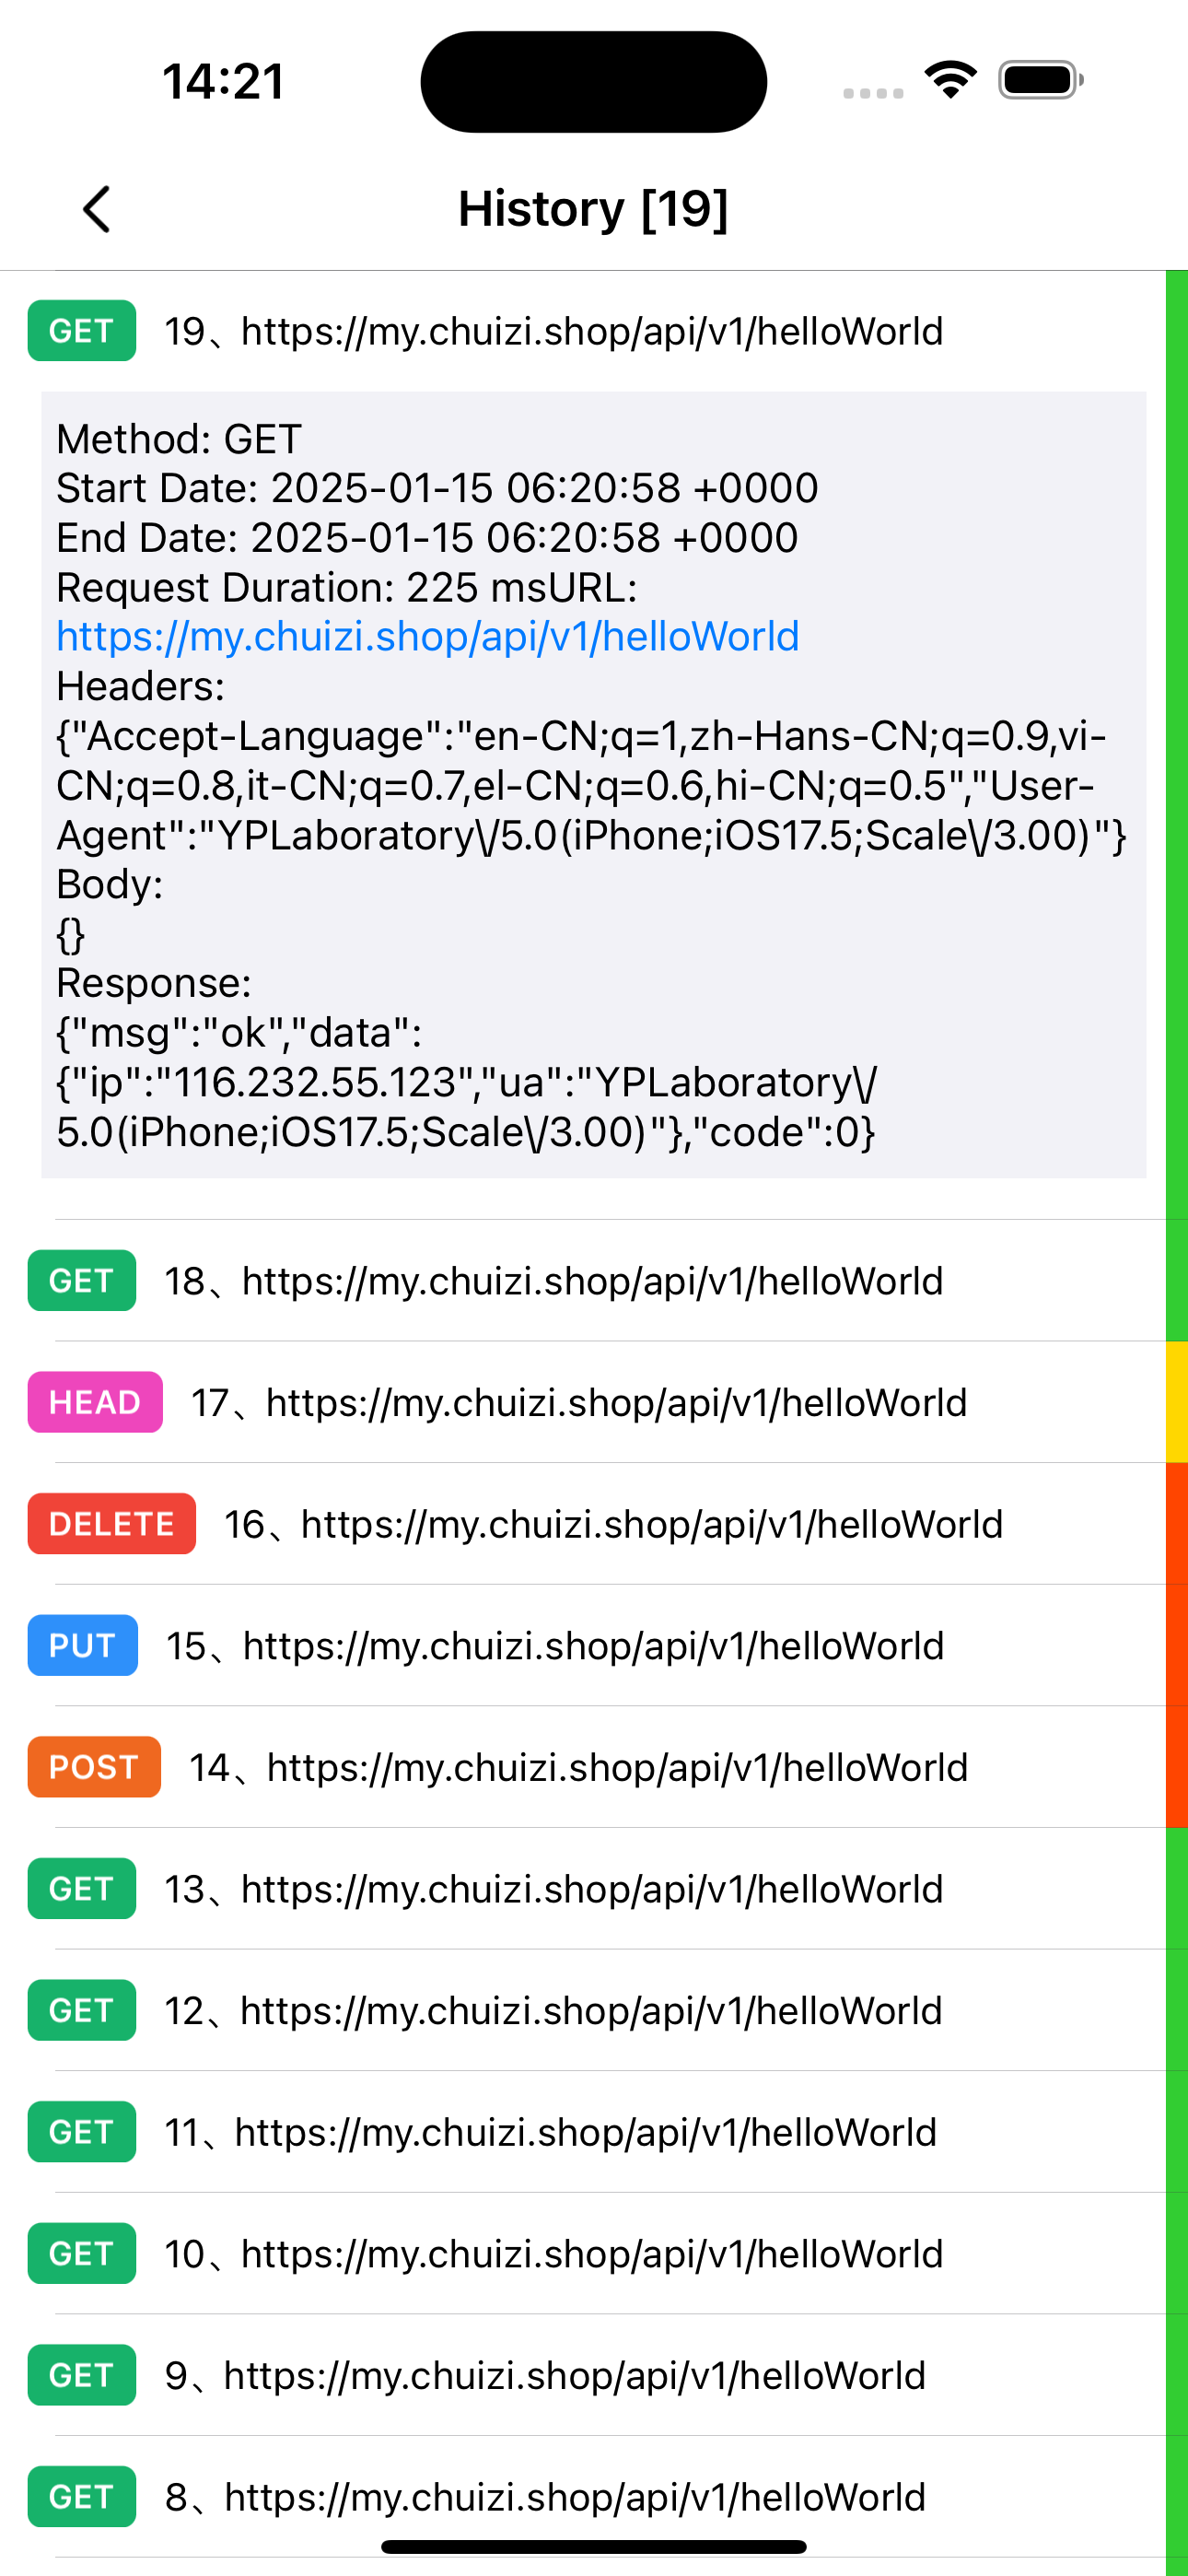 14:21
History [19]
GET 19、https://my.chuizi.shop/api/v1/helloWorld
Method: GET
Start Date: 2025-01-15 06:20:58 +0000
End Date: 2025-01-15 06:20:58 +0000
Request Duration: 225 msURL:
https://my.chuizi.shop/api/v1/helloWorld
Headers:
{"Accept-Language":"en-CN;q=1,zh-Hans-CN;q=0.9,vi-
CN;q=0.8,it-CN;q=0.7,el-CN;q=0.6,hi-CN;q=0.5","User-
Agent":"YPLaboratory\/5.0(iPhone;iOS17.5;Scale\/3.00)"}
Body:
{}
Response:
{"msg":"ok","data":
{"ip":"116.232.55.123","ua":"YPLaboratory\/
5.0(iPhone;iOS17.5;Scale\/3.00)"},"code":0}
GET 18、https://my.chuizi.shop/api/v1/helloWorld
HEAD 17、https://my.chuizi.shop/api/v1/helloWorld
DELETE 16、https://my.chuizi.shop/api/v1/helloWorld
PUT 15、https://my.chuizi.shop/api/v1/helloWorld
POST 14、https://my.chuizi.shop/api/v1/helloWorld
GET 13、https://my.chuizi.shop/api/v1/helloWorld
GET 12、https://my.chuizi.shop/api/v1/helloWorld
GET 11、https://my.chuizi.shop/api/v1/helloWorld
GET 10、https://my.chuizi.shop/api/v1/helloWorld
GET 9、https://my.chuizi.shop/api/v1/helloWorld
GET 8、https://my.chuizi.shop/api/v1/helloWorld